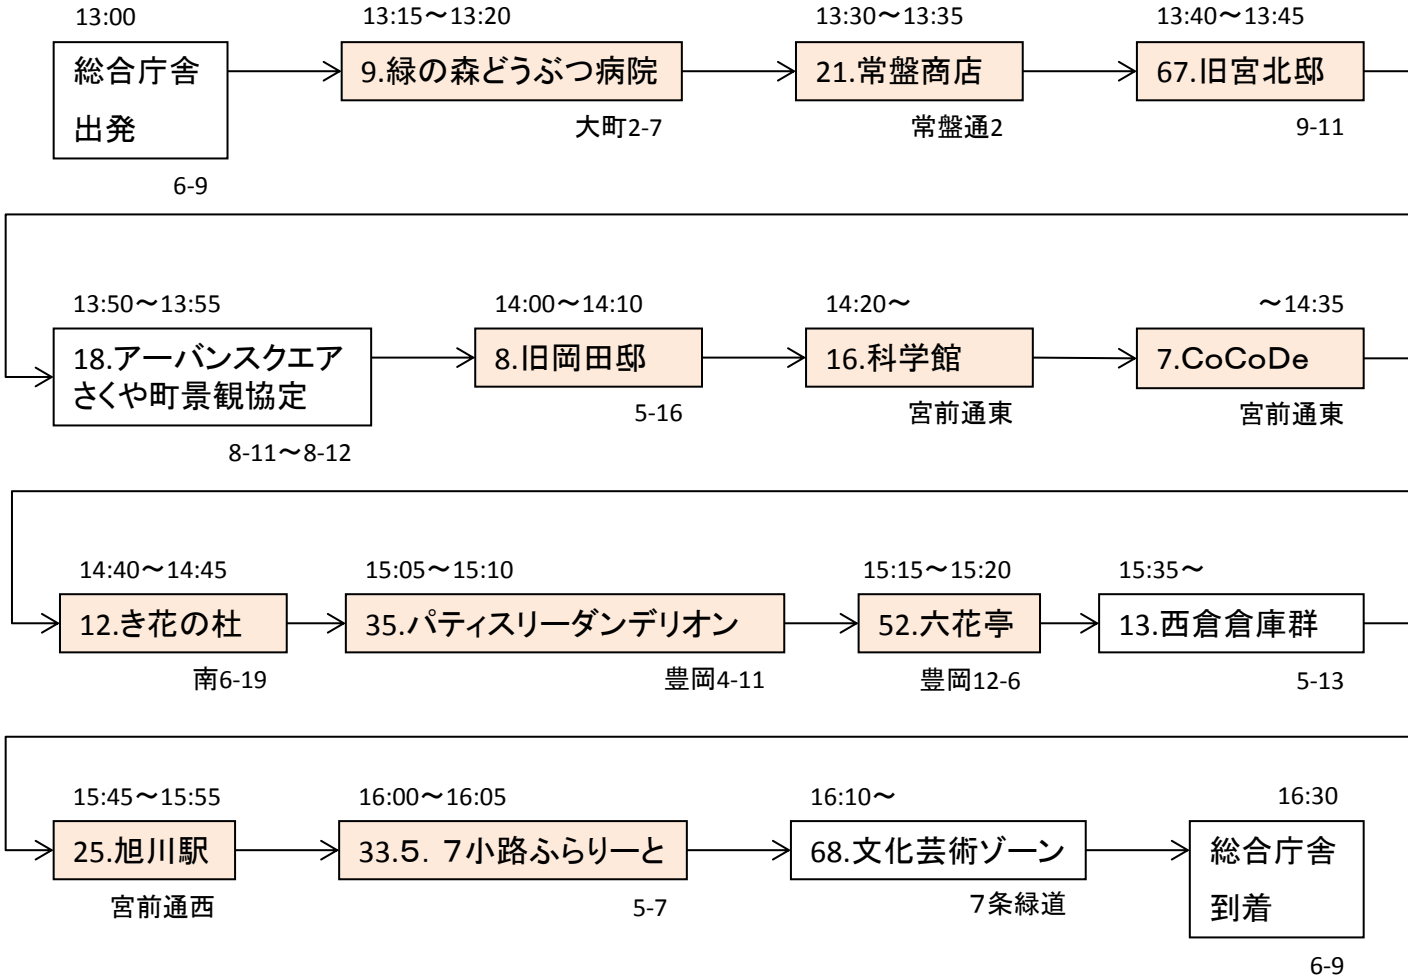 13:00
総合庁舎
出発
6-9
13:15～13:20
9.緑の森どうぶつ病院
大町2-7
13:30～13:35
21.常盤商店
常盤通2
13:40～13:45
67.旧宮北邸
9-11
13:50～13:55
18.アーバンスクエア
さくや町景観協定
8-11～8-12
14:00～14:10
8.旧岡田邸
5-16
14:20～
16.科学館
宮前通東
～14:35
7.CoCoDe
宮前通東
14:40～14:45
12.き花の杜
南6-19
15:05～15:10
35.パティスリーダンデリオン
豊岡4-11
15:15～15:20
52.六花亭
豊岡12-6
15:35～
13.西倉倉庫群
5-13
15:45～15:55
25.旭川駅
宮前通西
16:00～16:05
33.5．7小路ふらりーと
5-7
16:10～
68.文化芸術ゾーン
7条緑道
16:30
総合庁舎
到着
6-9